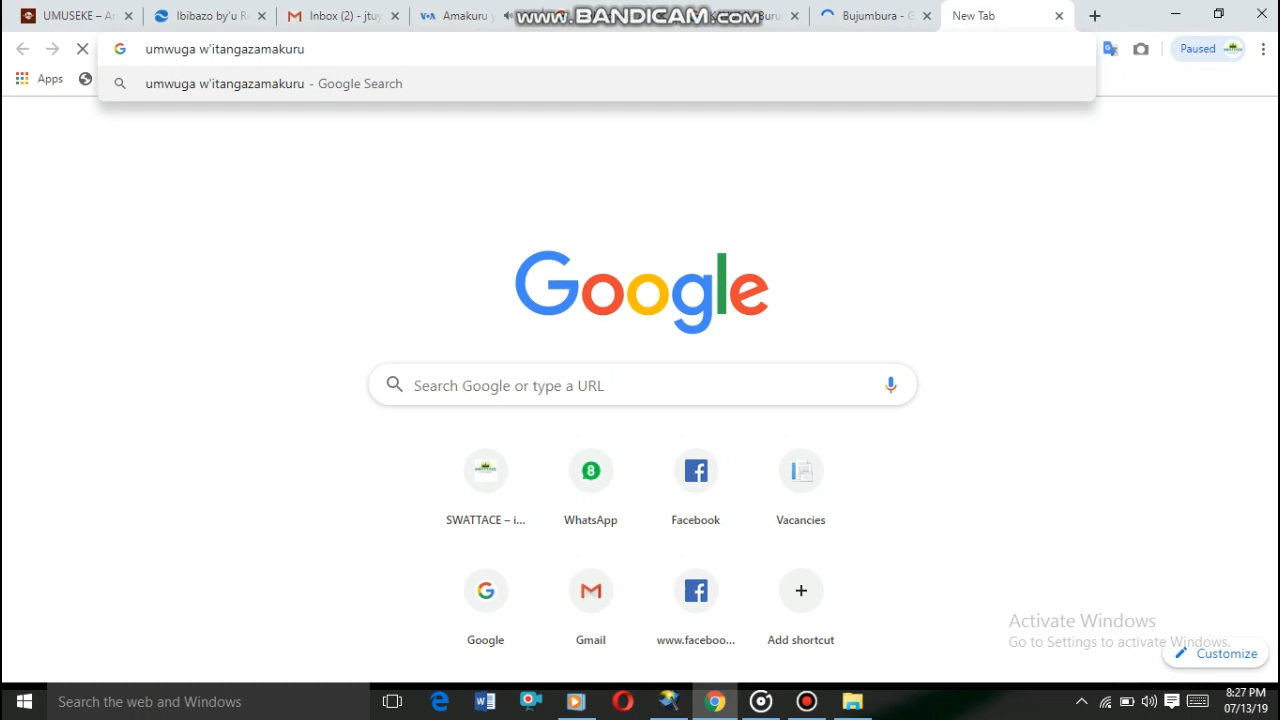 UMUSEKE – Ar
Ibibazo by'u R
Inbox (2) - jtuy
Amakuru
www.BANDICAM.com
Buru
Bujumbura - G
New Tab
umwuga w'itangazamakuru
Paused
Apps
umwuga w'itangazamakuru - Google Search
Google
Search Google or type a URL
8
SWATTACE – i...
WhatsApp
Facebook
Vacancies
Google
Gmail
www.faceboo...
Add shortcut
Activate Windows
Go to Settings to activate Windows.
Customize
Search the web and Windows
8:27 PM
07/13/19